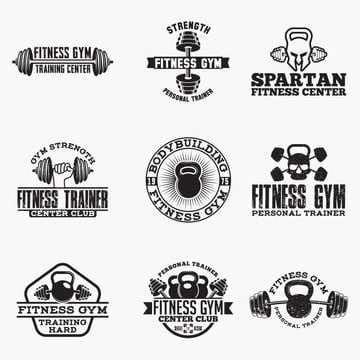 FITNESS GYM
TRAINING CENTER
STRENGTH
FITNESS GYM
PERSONAL TRAINER
SPARTAN
FITNESS CENTER
GYM STRENGTH
FITNESS TRAINER
CENTER CLUB
BODYBUILDING
19 75
FITNESS GYM
FITNESS GYM
PERSONAL TRAINER
FITNESS GYM
TRAINING
HARD
PERSONAL TRAINER
FITNESS GYM
CENTER CLUB
FITNESS GYM
PERSONAL TRAINER